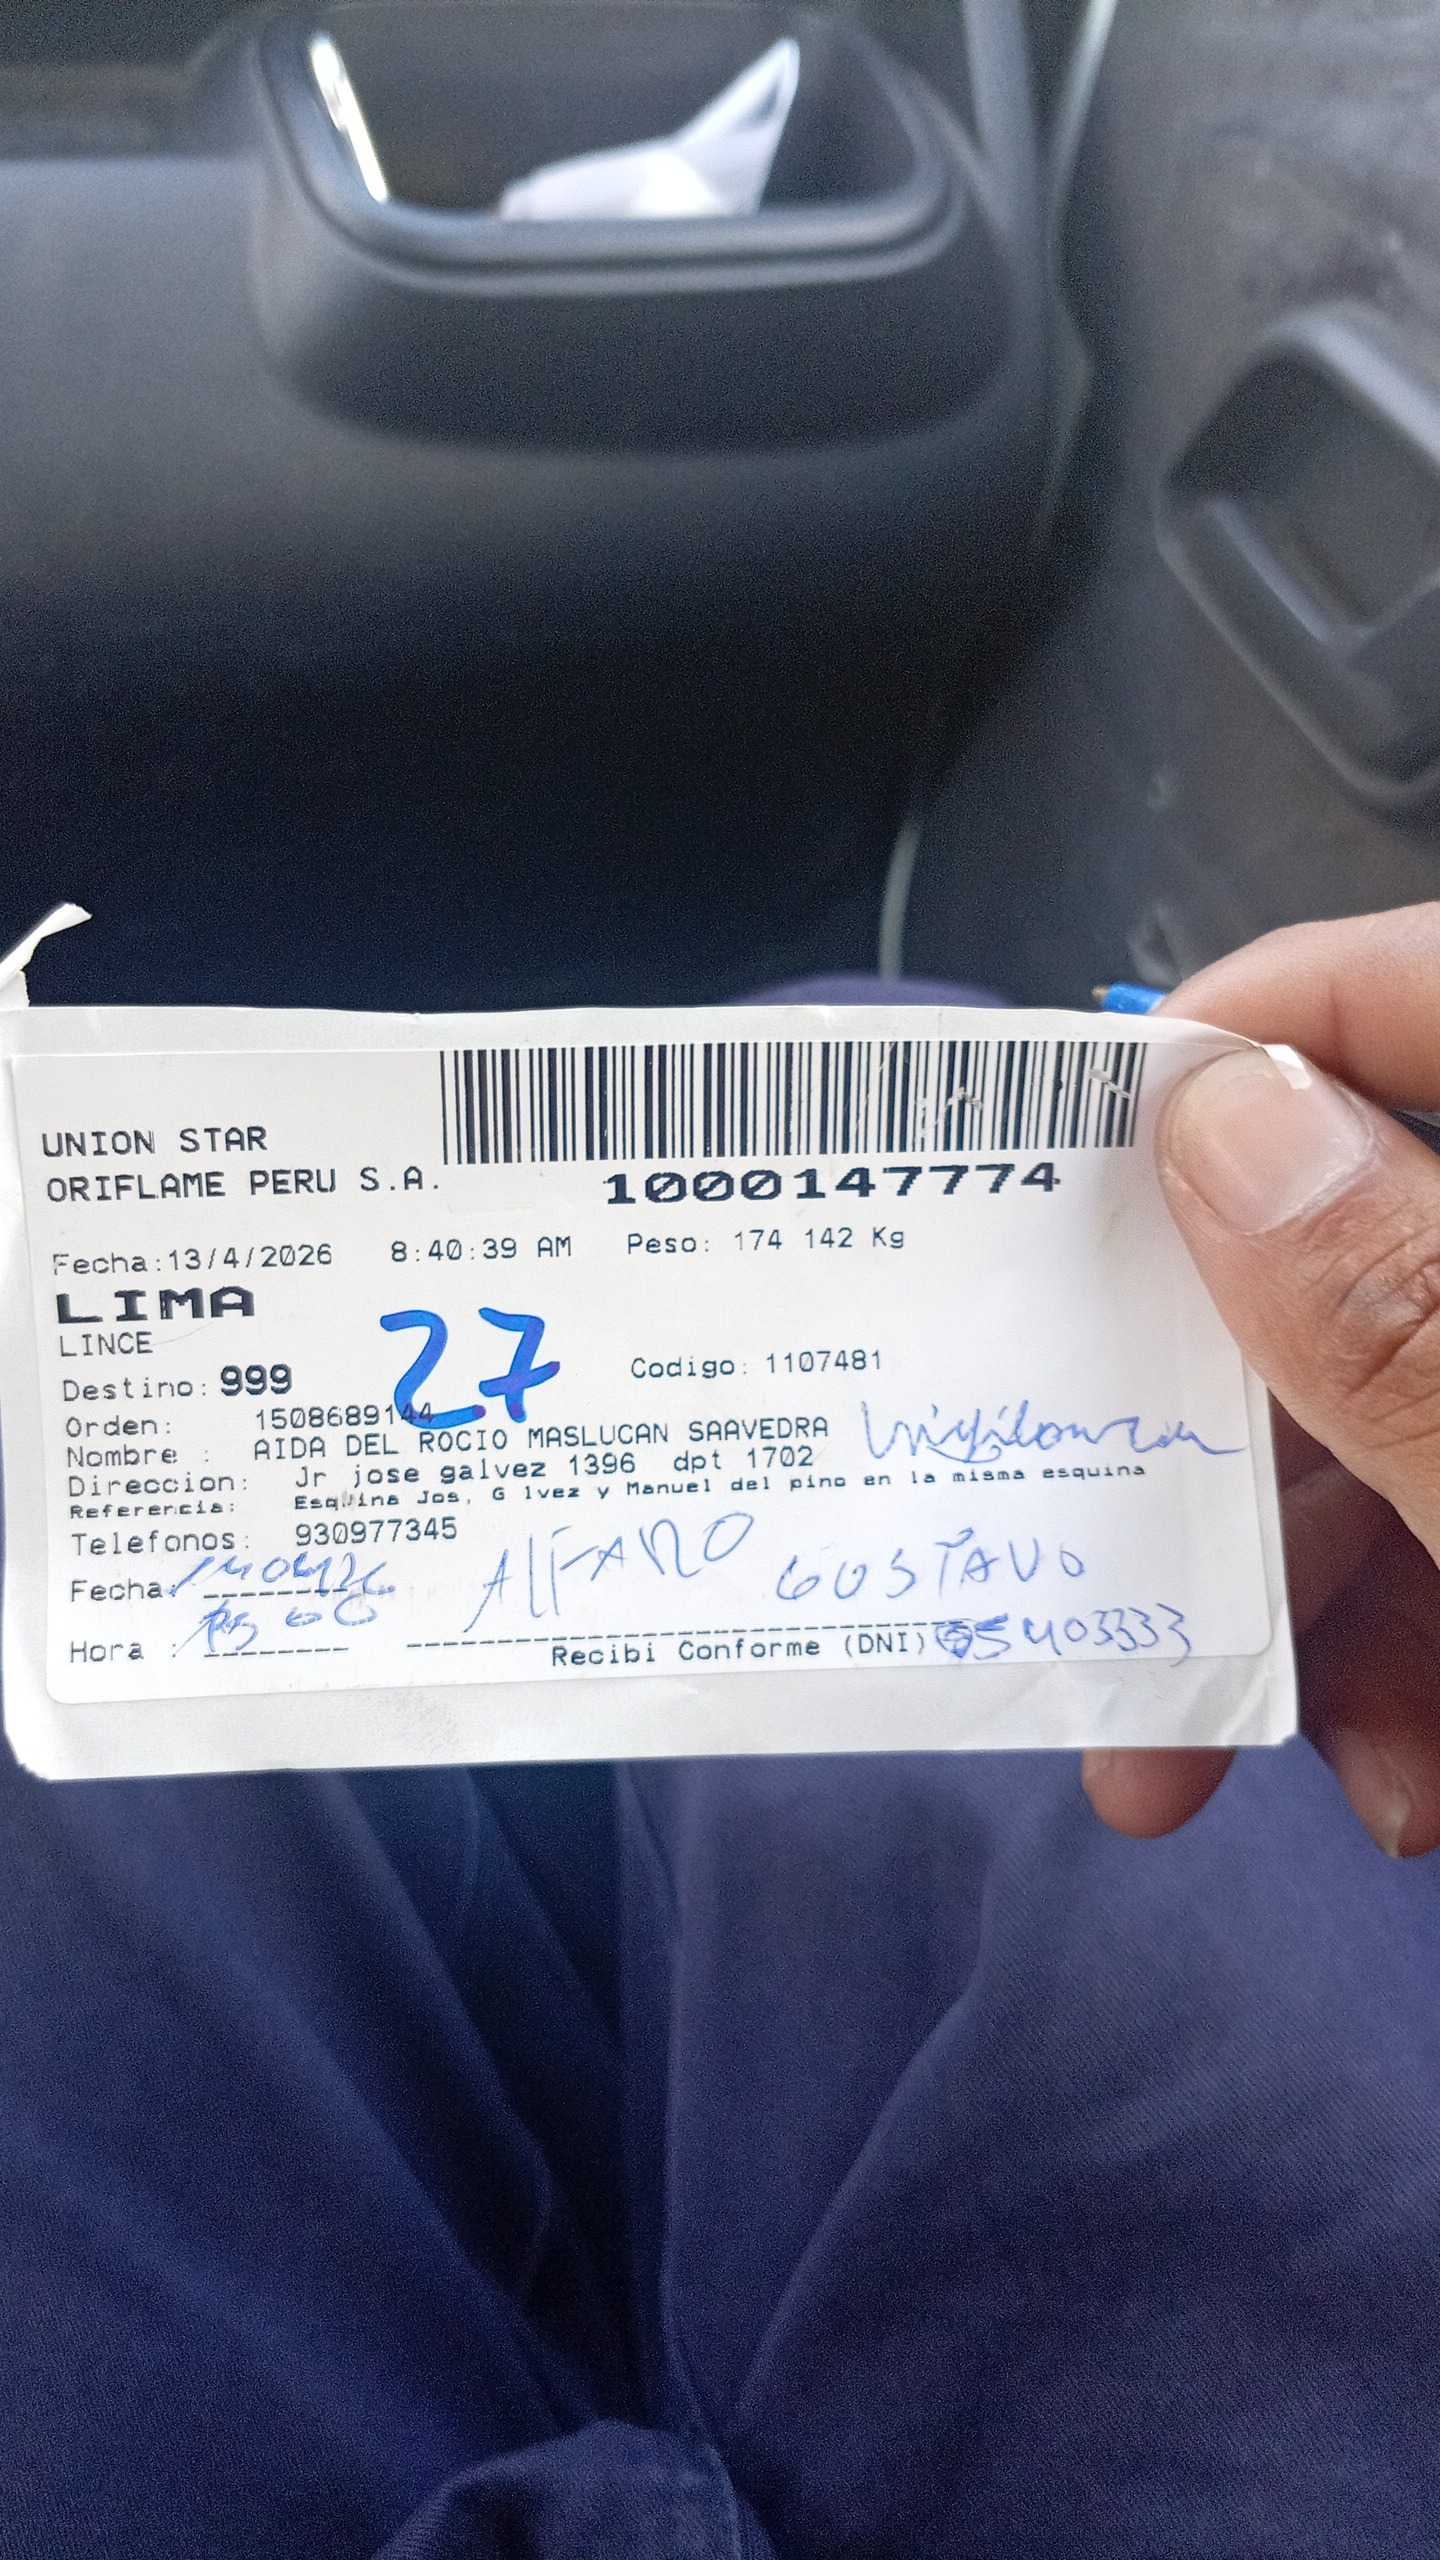 UNION STAR
ORIFLAME PERU S.A.
1000147774
Fecha:13/4/2026 8:40:39 AM Peso: 174 142 Kg
LIMA
LINCE
27
Destino: 999 Codigo: 1107481
Orden: 1508689144
Nombre : AIDA DEL ROCIO MASLUCAN SAAVEDRA
Direccion: Jr jose galvez 1396 dpt 1702
Referencia: Esquina Jos, G lvez y Manuel del pino en la misma esquina
Telefonos: 930977345
Fecha:
ALFARO GUSTAVO
Hora :
Recibi Conforme (DNI)